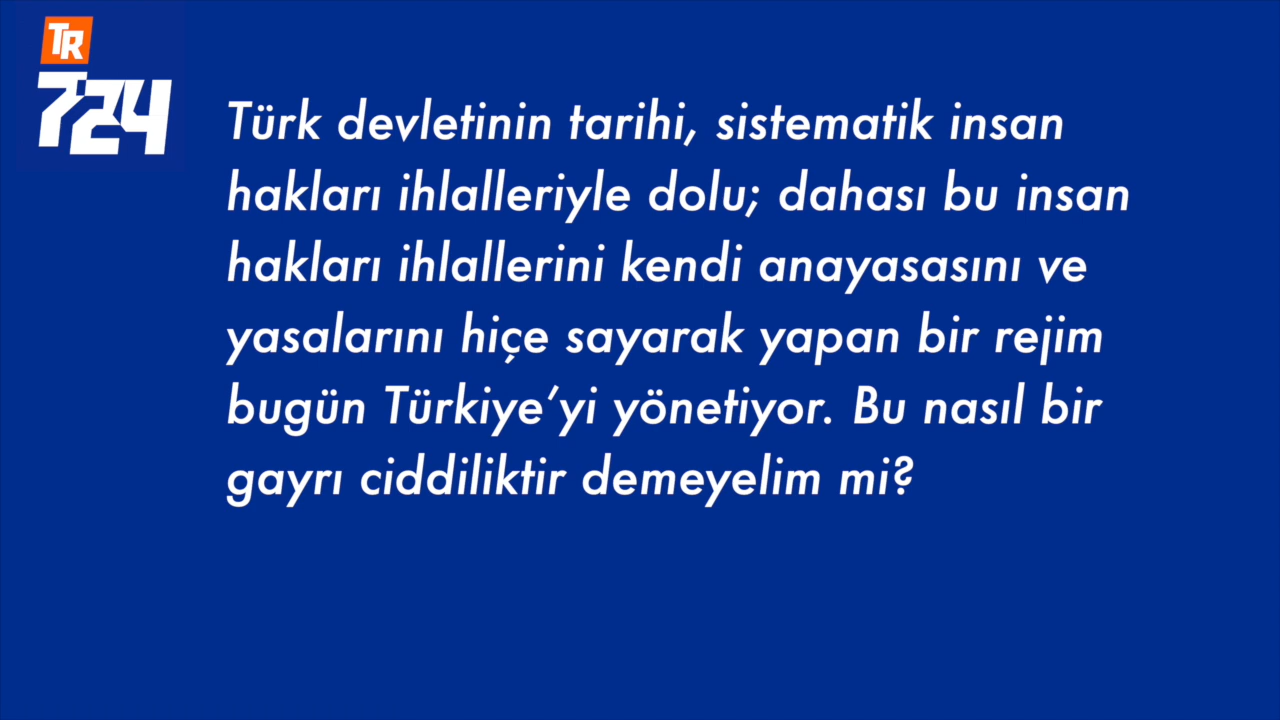 TR
724
Türk devletinin tarihi, sistematik insan
hakları ihlalleriyle dolu; dahası bu insan
hakları ihlallerini kendi anayasasını ve
yasalarını hiçe sayarak yapan bir rejim
bugün Türkiye’yi yönetiyor. Bu nasıl bir
gayrı ciddiliktir demeyelim mi?